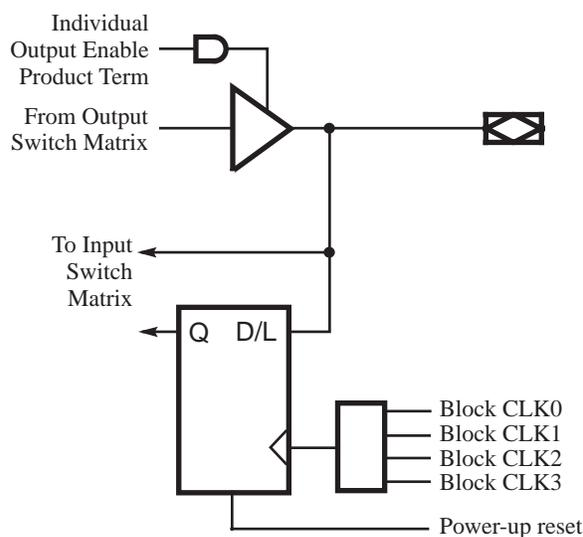 Individual
Output Enable
Product Term
From Output
Switch Matrix
To Input
Switch
Matrix
Q D/L
Block CLK0
Block CLK1
Block CLK2
Block CLK3
Power-up reset